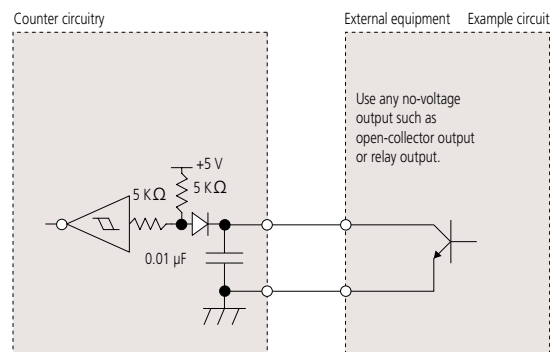 Counter circuitry
External equipment Example circuit
Use any no-voltage
output such as
open-collector output
or relay output.
+5 V
5 KΩ
5 KΩ
0.01 µF